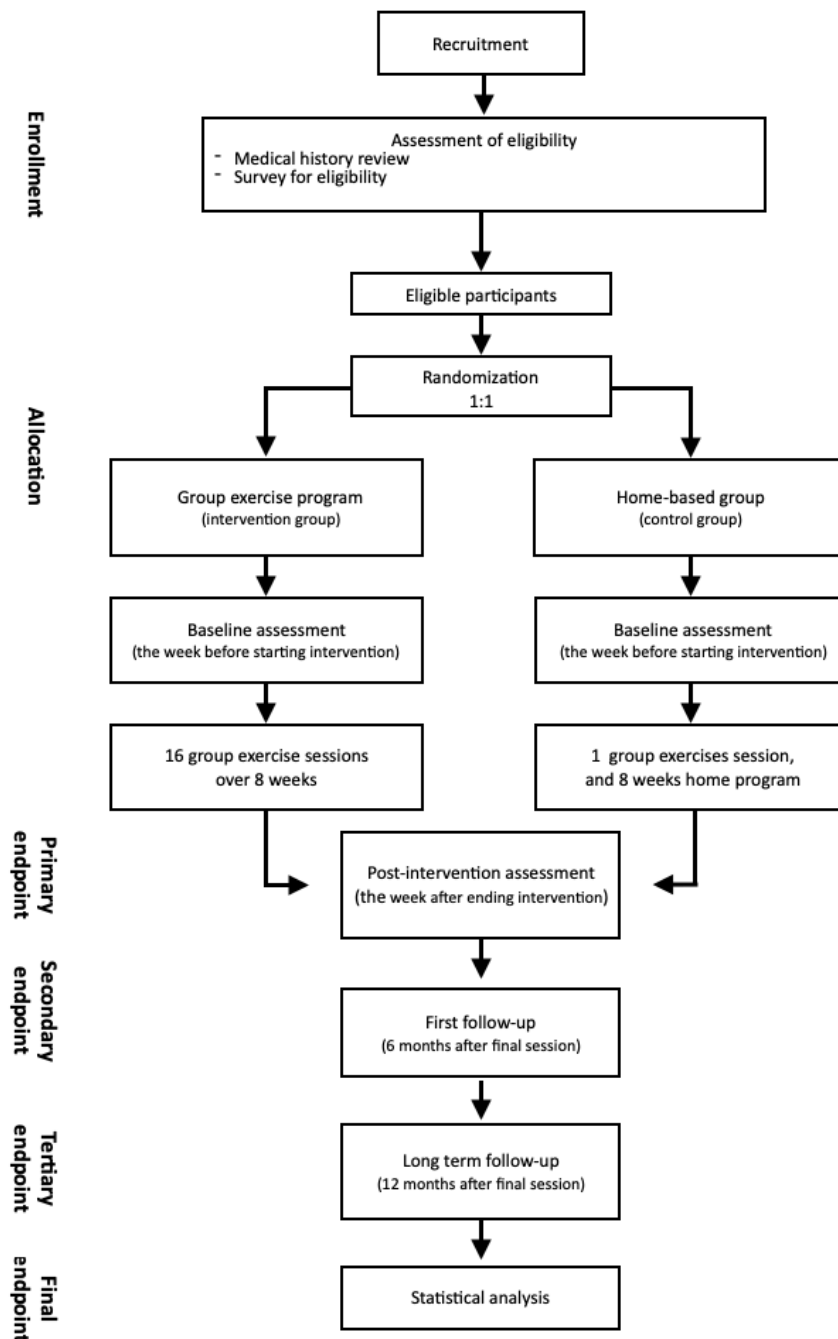 Recruitment
Enrollment
Assessment of eligibility
- Medical history review
- Survey for eligibility
Eligible participants
Randomization
1:1
Allocation
Group exercise program
(intervention group)
Home-based group
(control group)
Baseline assessment
(the week before starting intervention)
Baseline assessment
(the week before starting intervention)
16 group exercise sessions
over 8 weeks
1 group exercises session,
and 8 weeks home program
Primary
endpoint
Post-intervention assessment
(the week after ending intervention)
Secondary
endpoint
First follow-up
(6 months after final session)
Tertiary
endpoint
Long term follow-up
(12 months after final session)
Final
endpoint
Statistical analysis